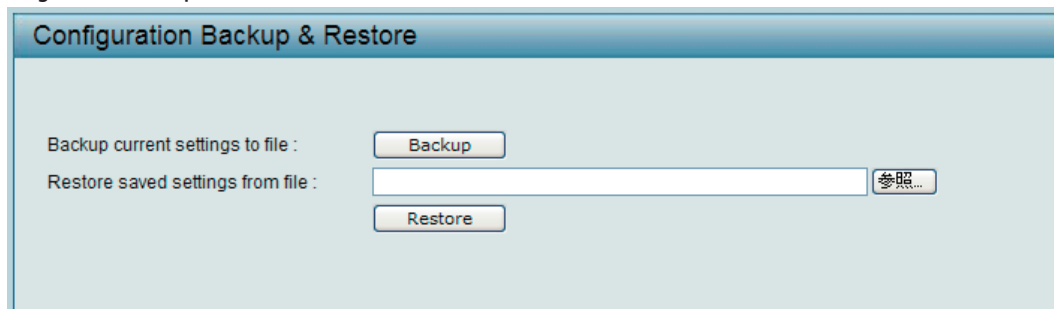 Configuration Backup & Restore
Backup current settings to file : Backup
Restore saved settings from file : 参照...
Restore